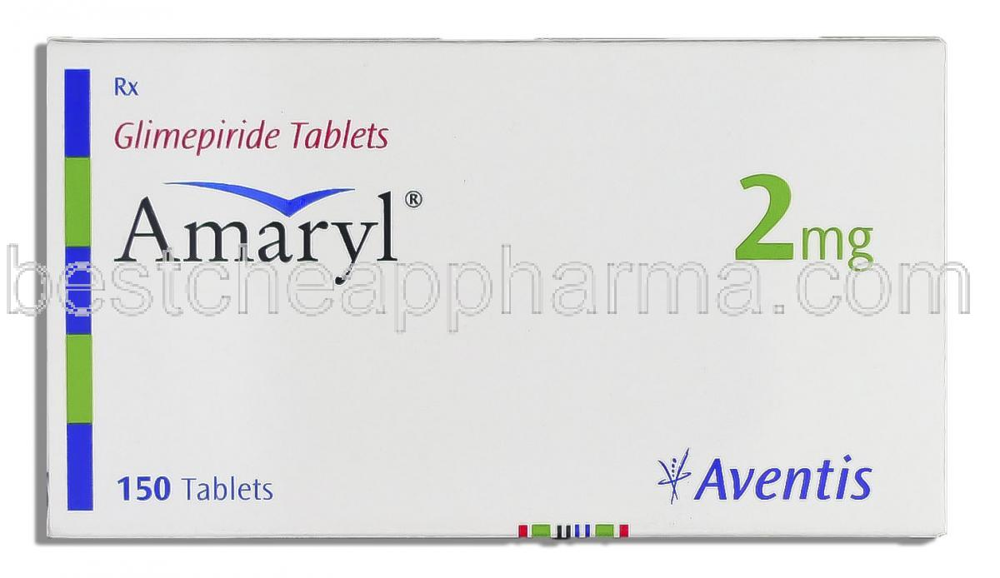 Rx
Glimepiride Tablets
Amaryl®
2mg
bestcheappharma.com
150 Tablets
Aventis